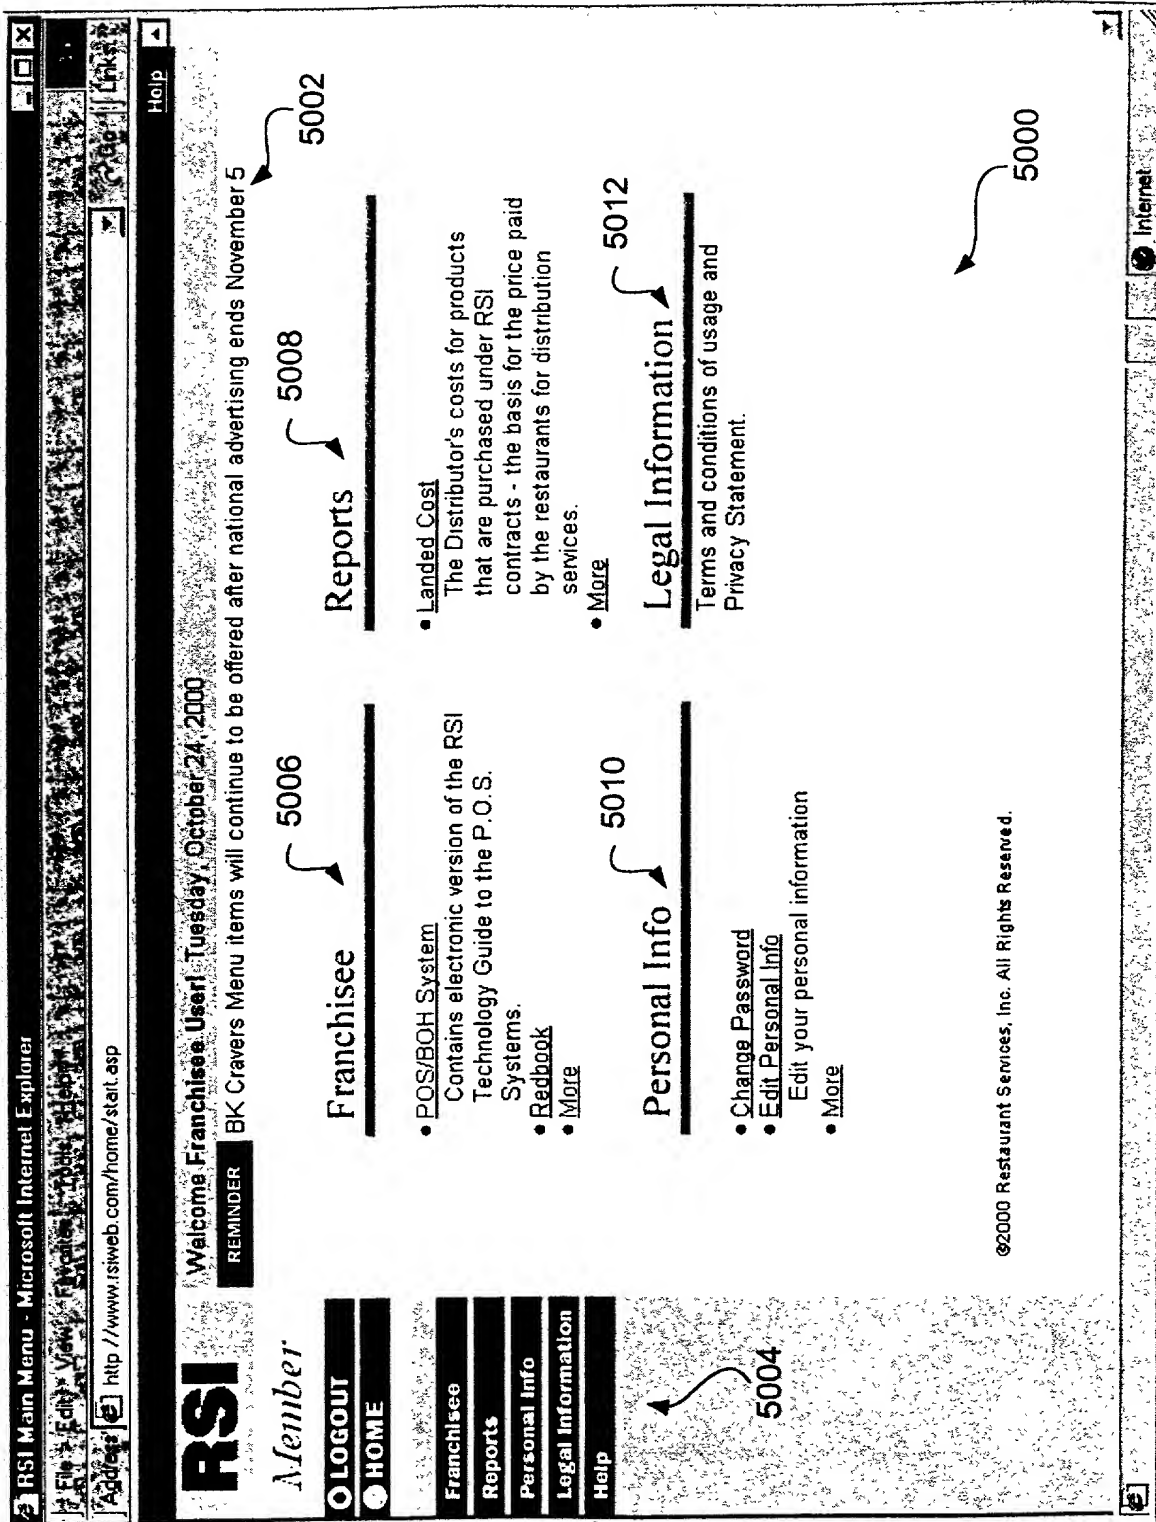 RSI Main Menu - Microsoft Internet Explorer
File Edit View Favorites Tools Help
Address http://www.rsiweb.com/home/start.asp Go Links
Help
RSI
Welcome Franchisee User! Tuesday, October 24, 2000
REMINDER BK Cravers Menu items will continue to be offered after national advertising ends November 5
5002
Member
LOGOUT
HOME
Franchisee
Reports
Personal Info
Legal Information
Help
5004
Franchisee
5006
• POS/BOH System
Contains electronic version of the RSI
Technology Guide to the P.O.S.
Systems.
• Redbook
• More
Reports
5008
• Landed Cost
The Distributor's costs for products
that are purchased under RSI
contracts - the basis for the price paid
by the restaurants for distribution
services.
• More
Personal Info
5010
• Change Password
• Edit Personal Info
Edit your personal information
• More
Legal Information
5012
Terms and conditions of usage and
Privacy Statement.
5000
©2000 Restaurant Services, Inc. All Rights Reserved.
Internet